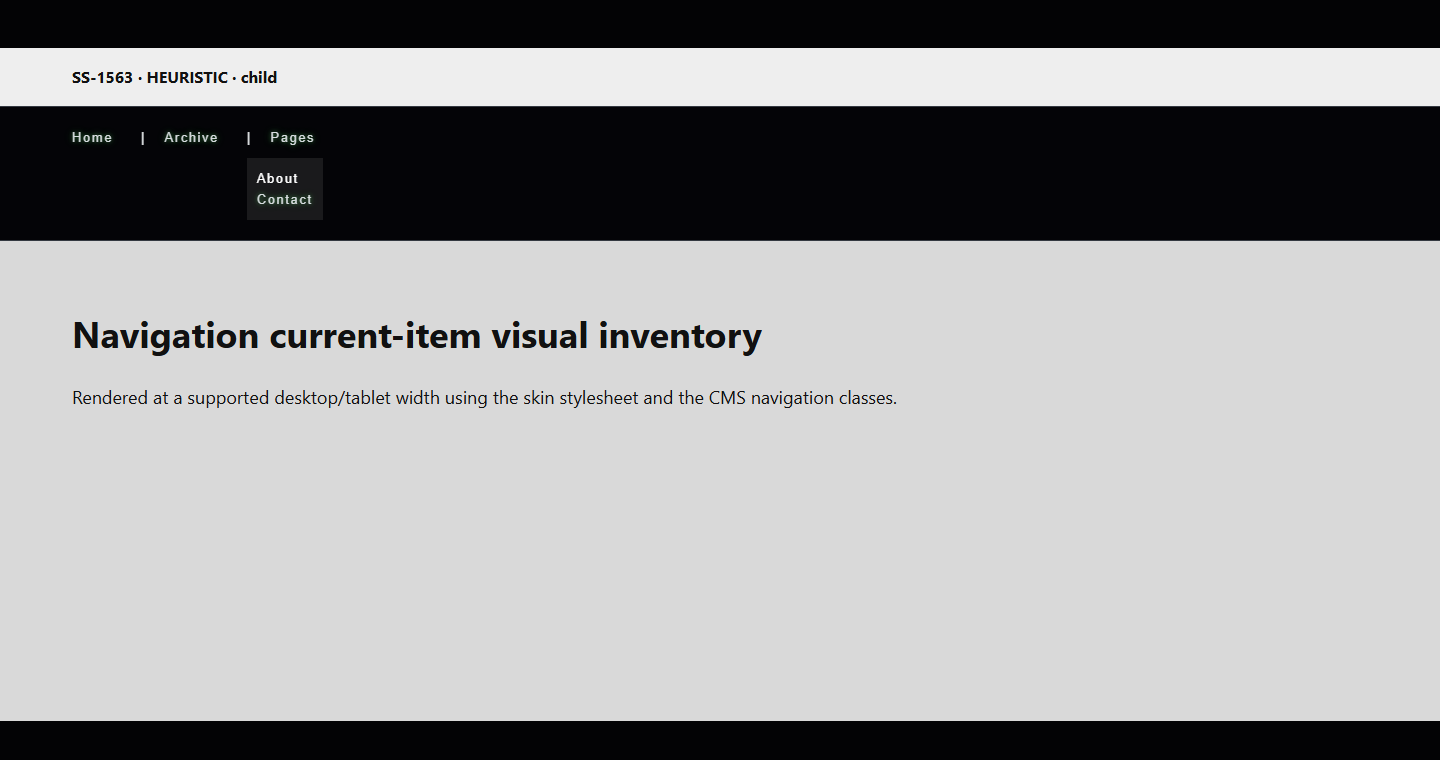 SS-1563 · HEURISTIC · child
Home | Archive | Pages
About
Contact
Navigation current-item visual inventory
Rendered at a supported desktop/tablet width using the skin stylesheet and the CMS navigation classes.